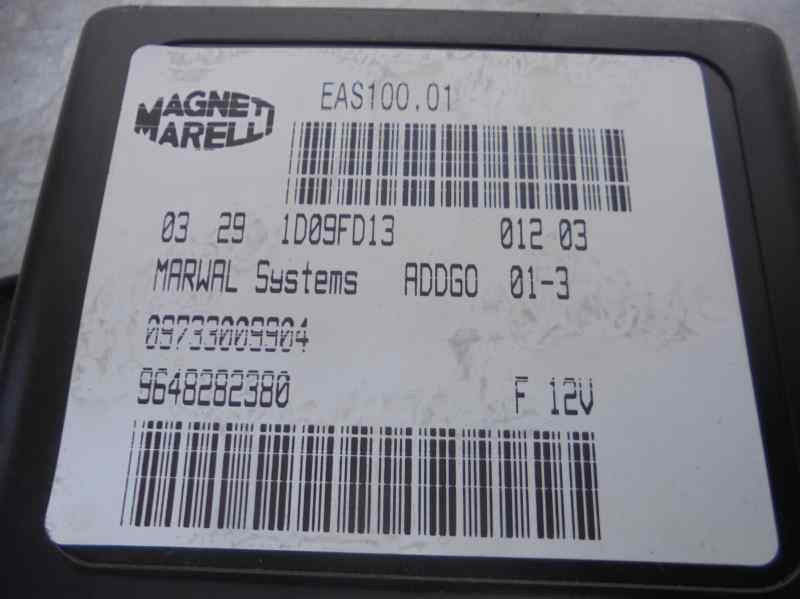 MAGNETI
MARELLI
EAS100.01
03 29 1D09FD13 012 03
MARWAL Systems ADDGO 01-3
09733009904
9648282380 F 12V